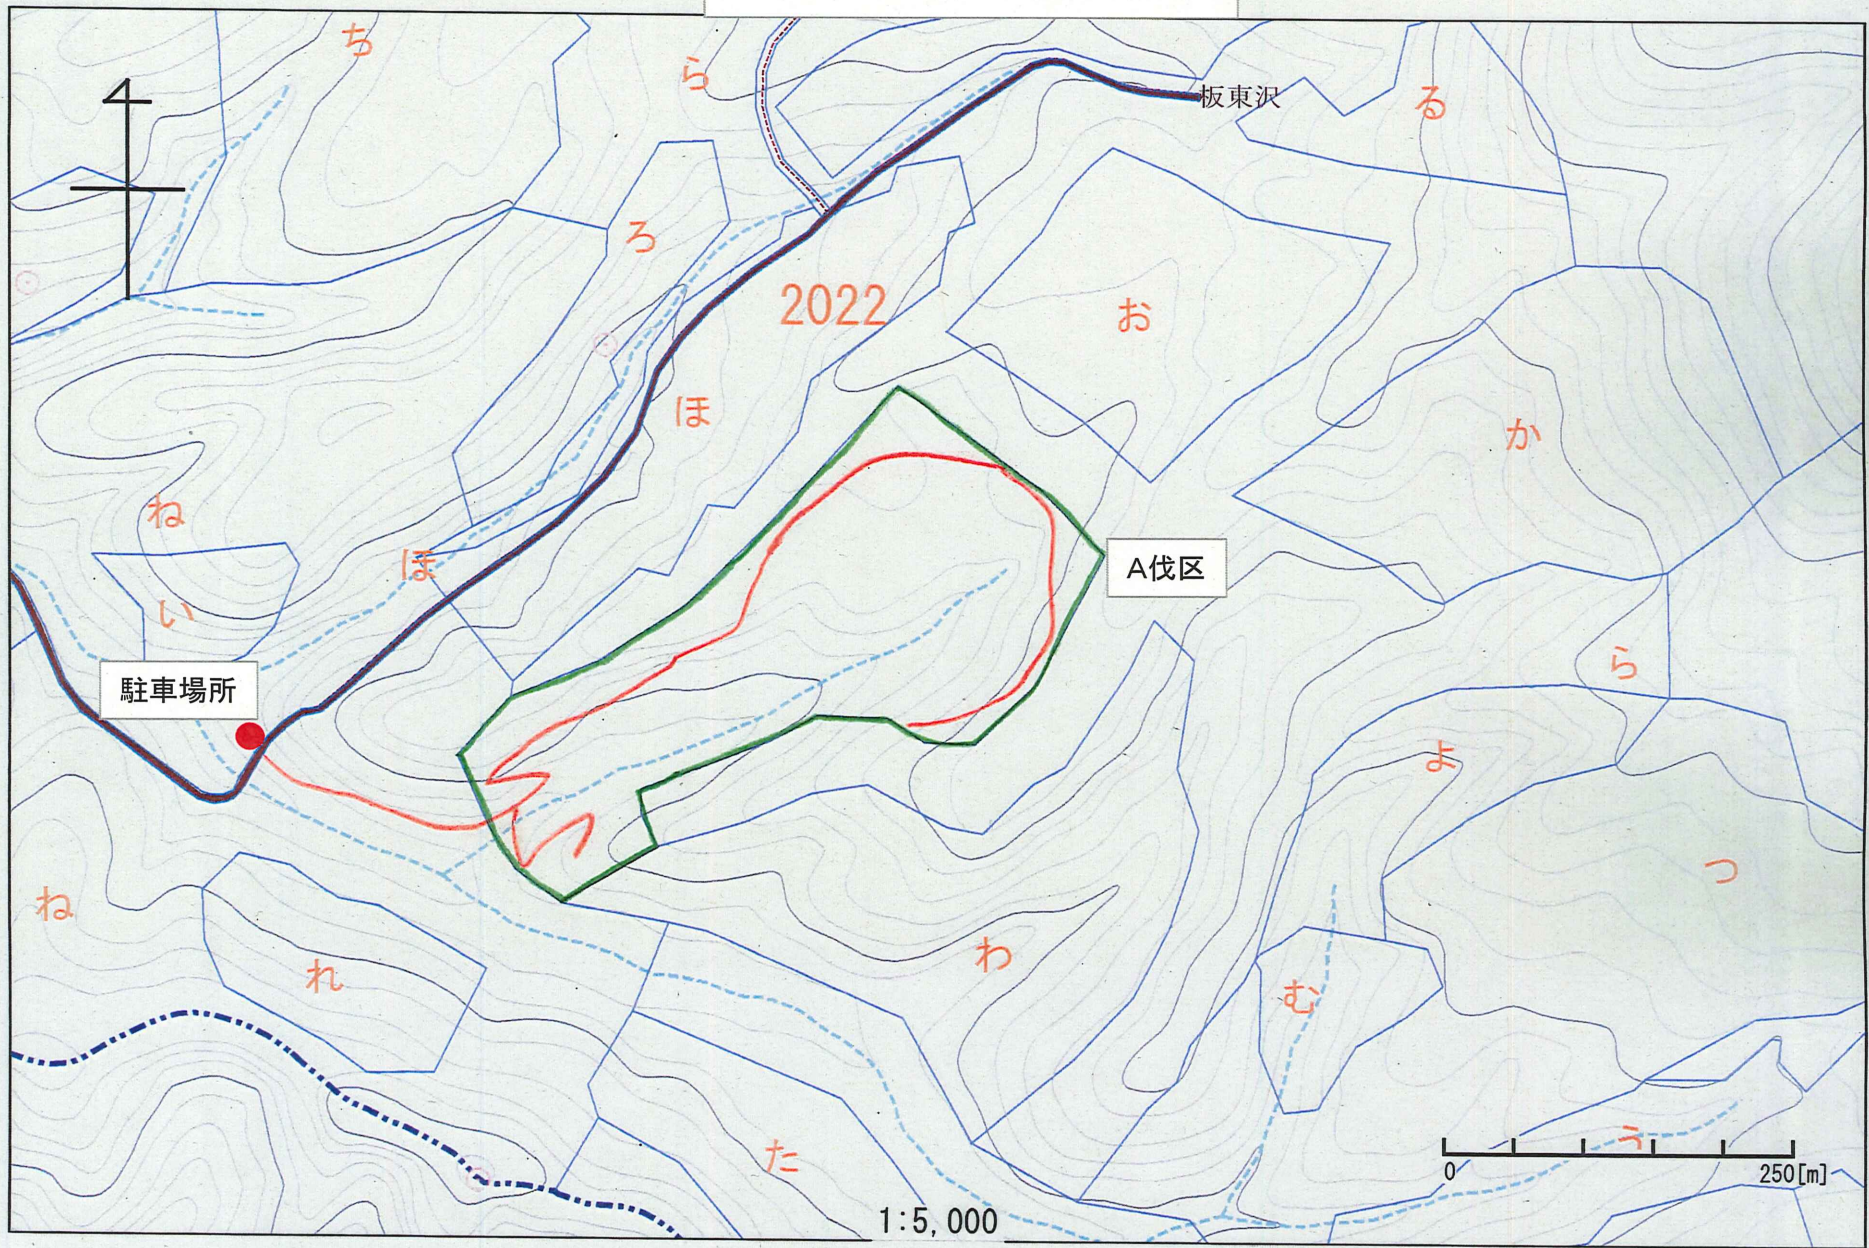 ち
ら
板東沢
る
ろ
2022
お
ほ
か
ね
ほ
A伐区
い
ら
駐車場所
よ
つ
ね
わ
れ
む
う
た
0
250[m]
1:5,000